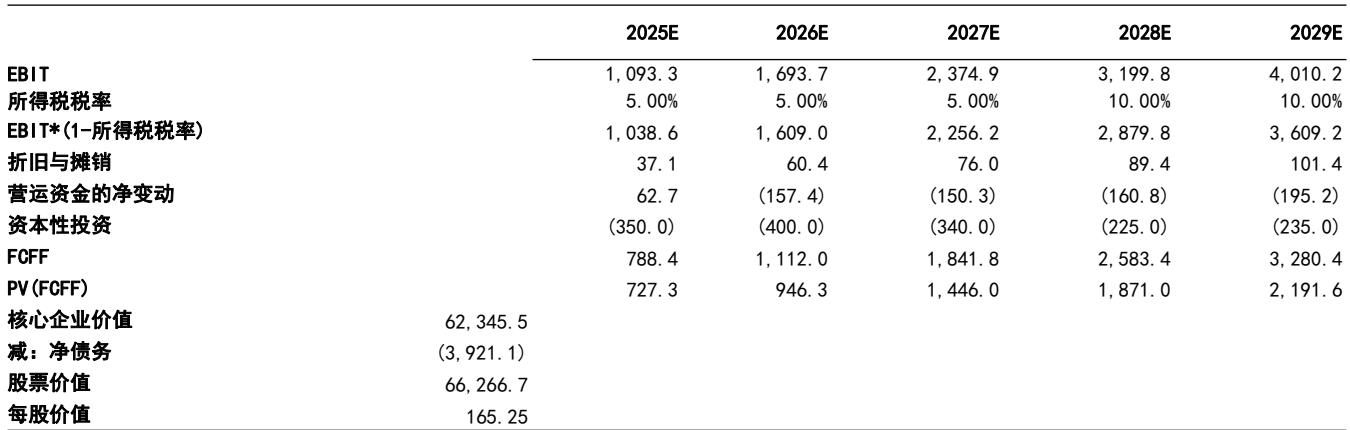 2025E 2026E 2027E 2028E 2029E
EBIT 1,093.3 1,693.7 2,374.9 3,199.8 4,010.2
所得税税率 5.00% 5.00% 5.00% 10.00% 10.00%
EBIT*(1-所得税税率) 1,038.6 1,609.0 2,256.2 2,879.8 3,609.2
折旧与摊销 37.1 60.4 76.0 89.4 101.4
营运资金的净变动 62.7 (157.4) (150.3) (160.8) (195.2)
资本性投资 (350.0) (400.0) (340.0) (225.0) (235.0)
FCFF 788.4 1,112.0 1,841.8 2,583.4 3,280.4
PV(FCFF) 727.3 946.3 1,446.0 1,871.0 2,191.6
核心企业价值 62,345.5
减：净债务 (3,921.1)
股票价值 66,266.7
每股价值 165.25